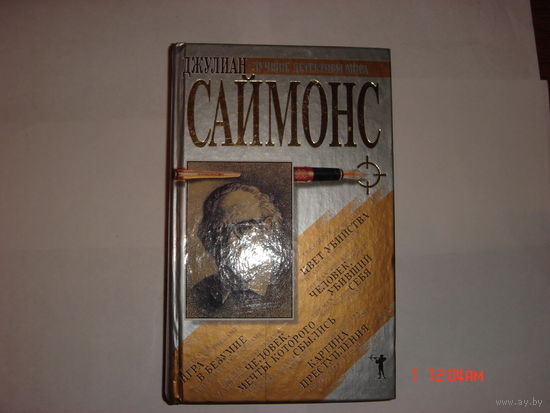 ДЖУЛИАН
ЛУЧШИЕ ДЕТЕКТИВЫ МИРА
САЙМОНС
ЦВЕТ УБИЙСТВА
ЧЕЛОВЕК,
УБИВШИЙ
СЕБЯ
ИГРА
В БЕЗУМИЕ
ЧЕЛОВЕК,
МЕЧТЫ КОТОРОГО
СБЫЛИСЬ
КАРТИНА
ПРЕСТУПЛЕНИЯ
1 12:04AM
www.ay.by